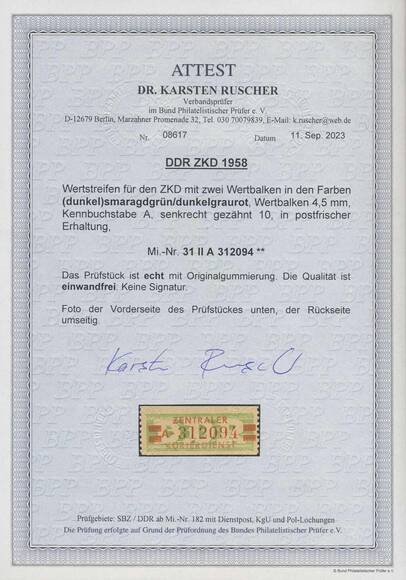 ATTEST
DR. KARSTEN RUSCHER
Verbandsprüfer
im Bund Philatelistischer Prüfer e. V.
D-12679 Berlin, Marzahner Promenade 32, Tel. 030 70079839, E-Mail: k.ruscher@web.de
Nr. 08617 Datum 11. Sep. 2023
DDR ZKD 1958
Wertstreifen für den ZKD mit zwei Wertbalken in den Farben
(dunkel)smaragdgrün/dunkelgraurot, Wertbalken 4,5 mm,
Kennbuchstabe A, senkrecht gezähnt 10, in postfrischer
Erhaltung,
Mi.-Nr. 31 II A 312094 **
Das Prüfstück ist echt mit Originalgummierung. Die Qualität ist
einwandfrei. Keine Signatur.
Foto der Vorderseite des Prüfstückes unten, der Rückseite
umseitig.
Karsten Ruscher
ZENTRALER
A 312094
KURIERDIENST
Prüfgebiete: SBZ / DDR ab Mi.-Nr. 182 mit Dienstpost, KgU und Pol-Lochungen
Die Prüfung erfolgte auf Grund der Prüfordnung des Bundes Philatelistischer Prüfer e.V.
© Bund Philatelistischer Prüfer e.V.